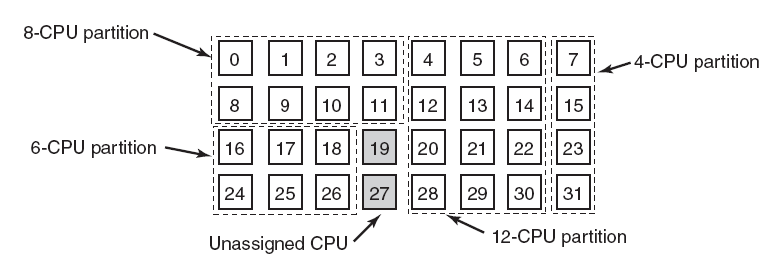 8-CPU partition
0 1 2 3 4 5 6 7
4-CPU partition
8 9 10 11 12 13 14 15
6-CPU partition
16 17 18 19 20 21 22 23
24 25 26 27 28 29 30 31
Unassigned CPU
12-CPU partition